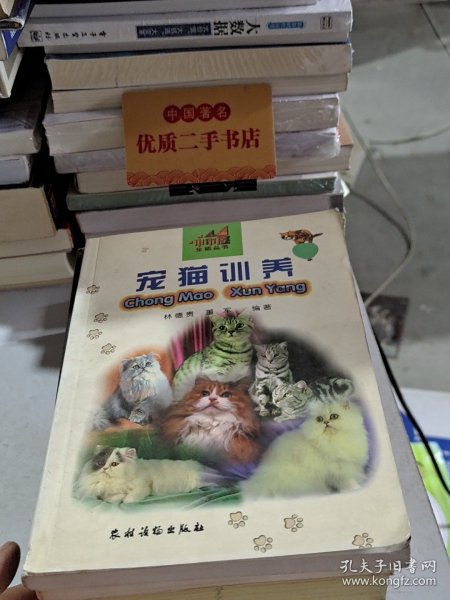 大数据
中国著名
优质二手书店
宠猫训养
Chong Mao Xun Yang
林德贵 董军 编著
农村读物出版社
孔夫子旧书网
www.kongfz.com